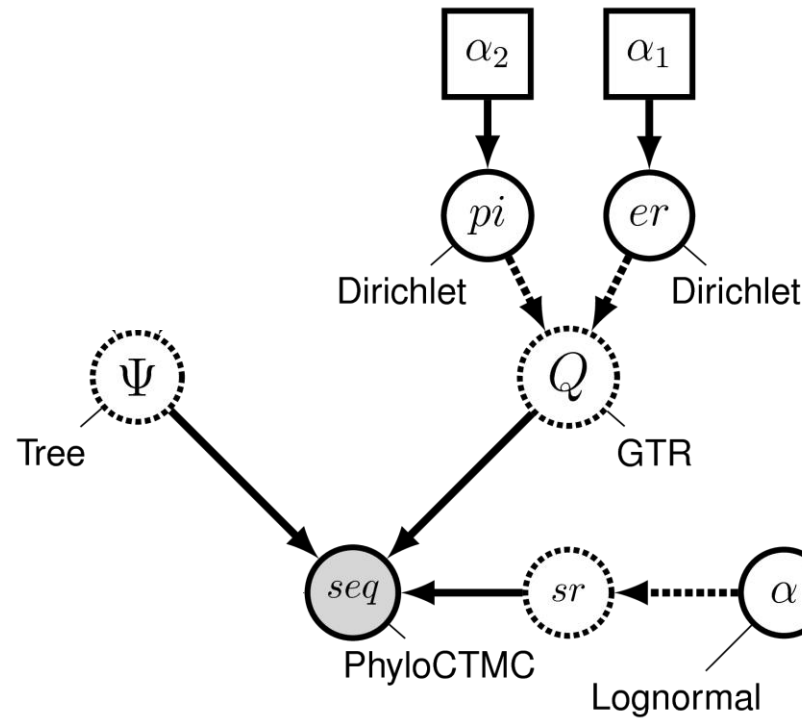 α₂ α₁
pi er
Dirichlet Dirichlet
Ψ Q
Tree GTR
seq sr α
PhyloCTMC
Lognormal